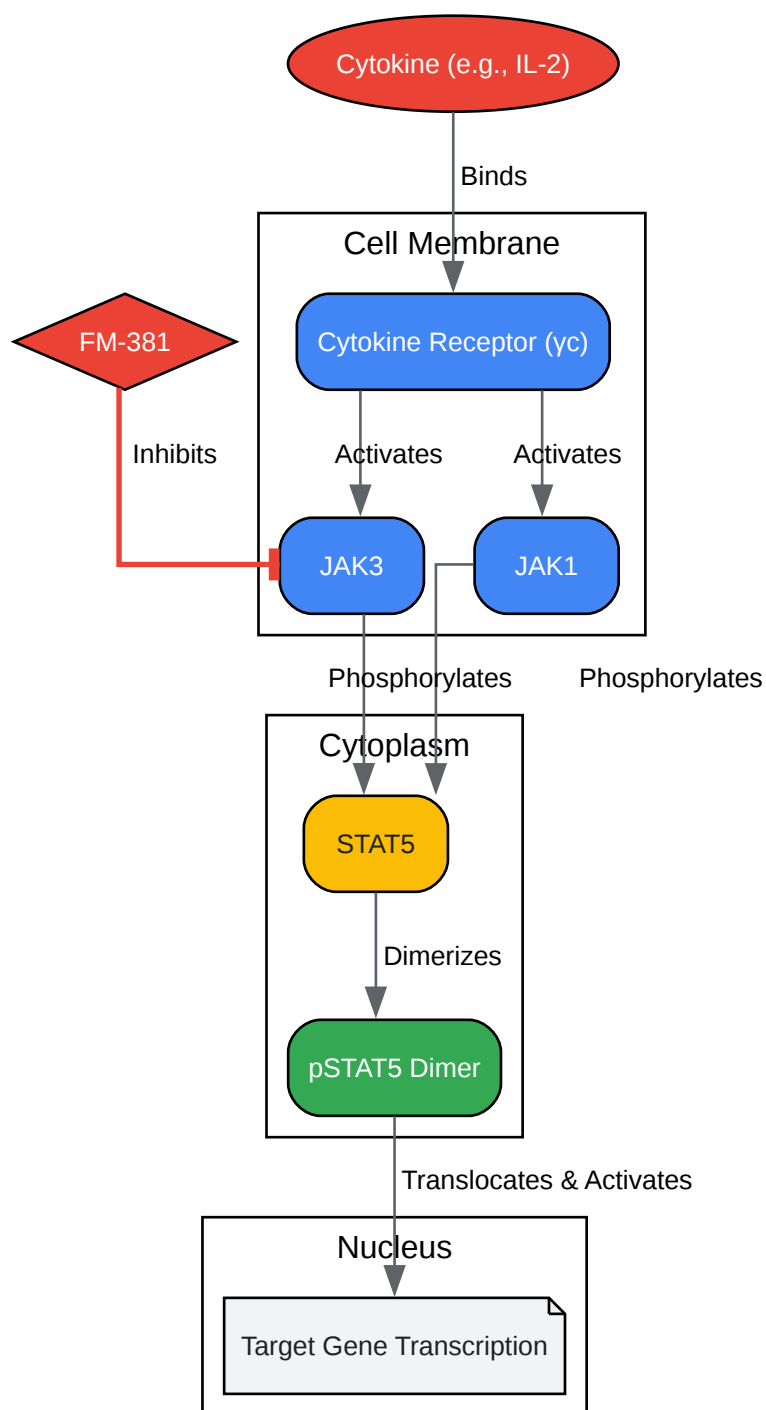 Cytokine (e.g., IL-2)
Binds
Cell Membrane
FM-381
Cytokine Receptor (γc)
Inhibits
Activates
Activates
JAK3
JAK1
Phosphorylates
Phosphorylates
Cytoplasm
STAT5
Dimerizes
pSTAT5 Dimer
Translocates & Activates
Nucleus
Target Gene Transcription